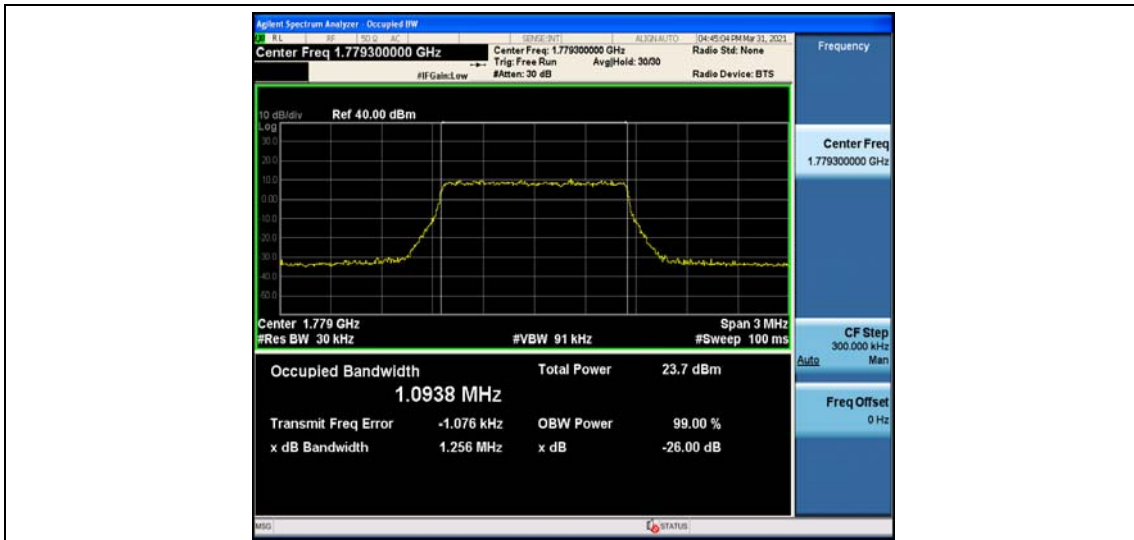 Agilent Spectrum Analyzer - Occupied BW
RL RF 50 Ω AC SENSE:INT ALIGN AUTO 04:45:04 PM Mar 31, 2021
Center Freq 1.779300000 GHz
Center Freq: 1.779300000 GHz
Radio Std: None
Trig: Free Run Avg|Hold: 30/30
#IFGain:Low #Atten: 30 dB Radio Device: BTS
Frequency
10 dB/div Ref 40.00 dBm
Log
30.0
20.0
10.0
0.00
-10.0
-20.0
-30.0
-40.0
-50.0
Center 1.779 GHz Span 3 MHz
#Res BW 30 kHz #VBW 91 kHz #Sweep 100 ms
Occupied Bandwidth Total Power 23.7 dBm
1.0938 MHz
Transmit Freq Error -1.076 kHz OBW Power 99.00 %
x dB Bandwidth 1.256 MHz x dB -26.00 dB
Center Freq
1.779300000 GHz
CF Step
300.000 kHz
Auto Man
Freq Offset
0 Hz
MSG STATUS